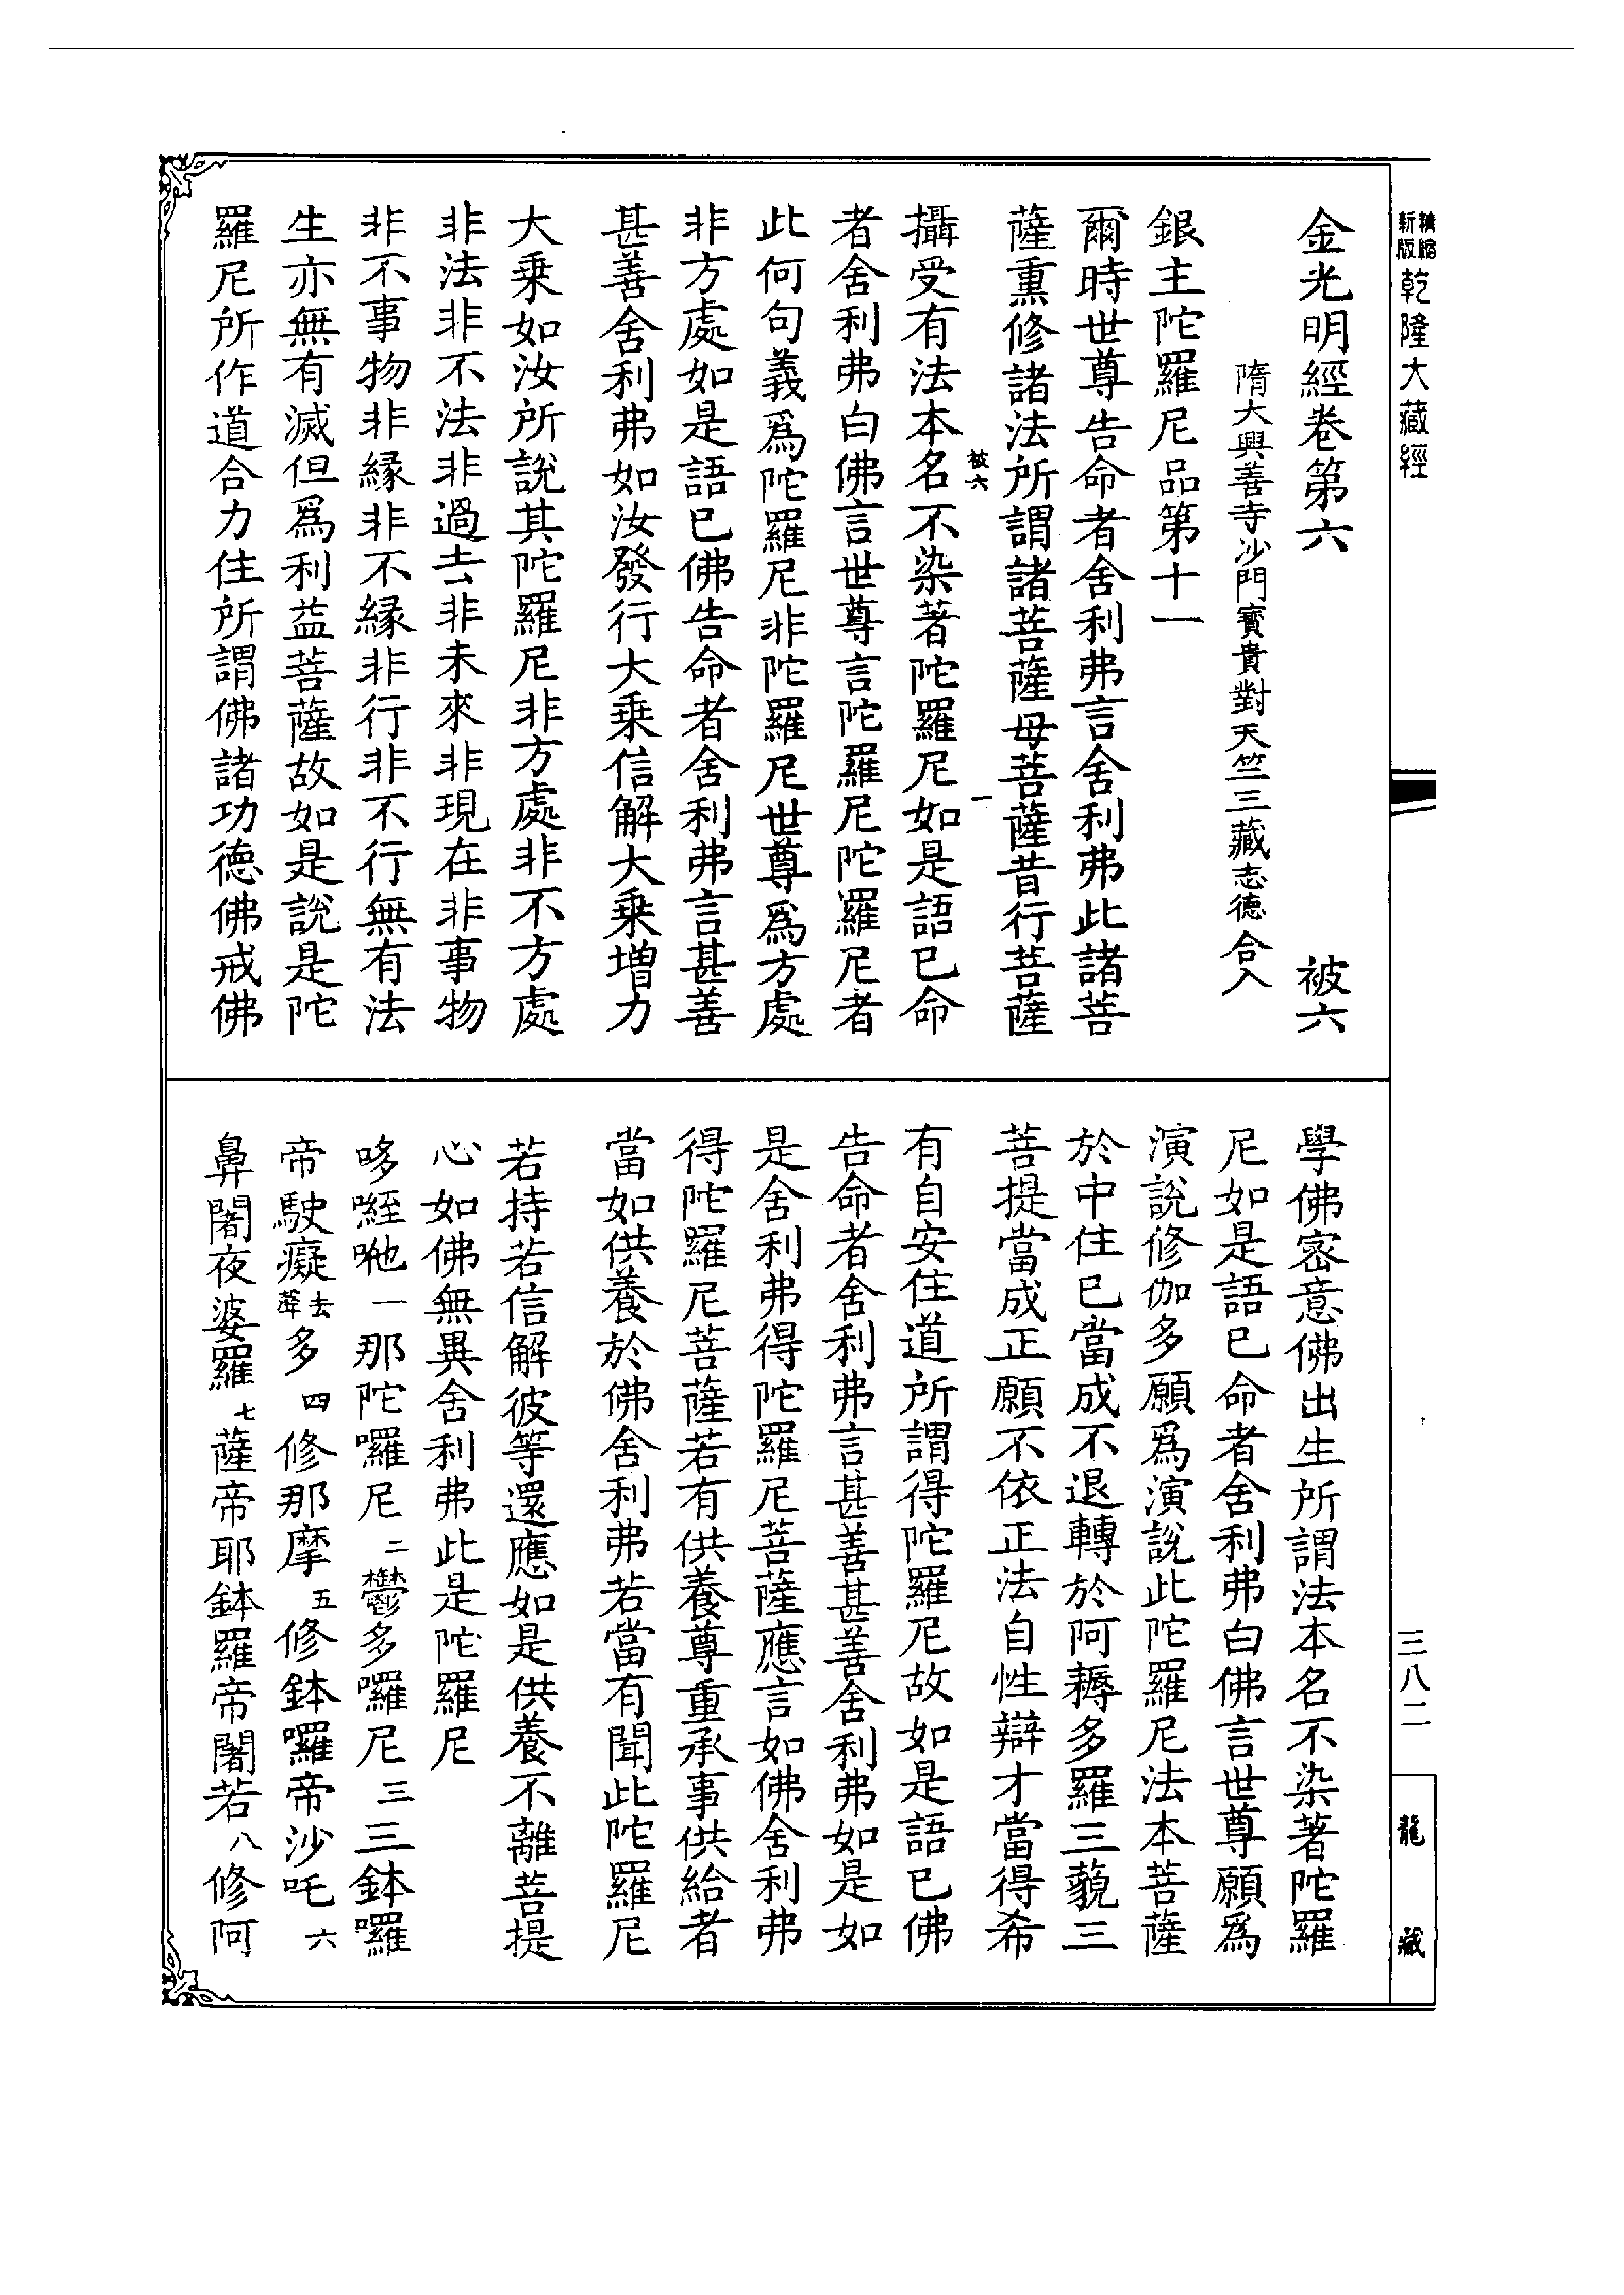 新版精縮乾隆大藏經
金光明經卷第六 被六
隋大興善寺沙門寶貴對天竺三藏志德合入
銀主陀羅尼品第十一
爾時世尊告命者舍利弗言舍利弗此諸菩
薩熏修諸法所謂諸菩薩母菩薩昔行菩薩
被六 一
攝受有法本名不染著陀羅尼如是語已命
者舍利弗白佛言世尊言陀羅尼陀羅尼者
此何句義爲陀羅尼非陀羅尼世尊爲方處
非方處如是語已佛告命者舍利弗言甚善
甚善舍利弗如汝發行大乘信解大乘增力
大乘如汝所說其陀羅尼非方處非不方處
非法非不法非過去非未來非現在非事物
非不事物非緣非不緣非行非不行無有法
生亦無有滅但爲利益菩薩故如是說是陀
羅尼所作道合力住所謂佛諸功德佛戒佛
學佛密意佛出生所謂法本名不染著陀羅
尼如是語已命者舍利弗白佛言世尊願爲
演說修伽多願爲演說此陀羅尼法本菩薩
於中住已當成不退轉於阿耨多羅三藐三
菩提當成正願不依正法自性辯才當得希
有自安住道所謂得陀羅尼故如是語已佛
告命者舍利弗言甚善甚善舍利弗如是如
是舍利弗得陀羅尼菩薩應言如佛舍利弗
得陀羅尼菩薩若有供養尊重承事供給者
當如供養於佛舍利弗若當有聞此陀羅尼
若持若信解彼等還應如是供養不離菩提
心如佛無異舍利弗此是陀羅尼
哆咥哋一那陀囉尼二鬱多囉尼三三鉢囉
帝駛癡去聲多四修那摩五修鉢囉帝沙吒六
鼻闍夜婆羅七薩帝耶鉢羅帝闍若八修阿
三八二
龍藏